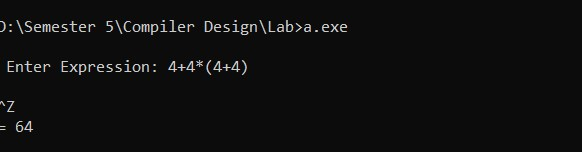 D:\Semester 5\Compiler Design\Lab>a.exe
Enter Expression: 4+4*(4+4)
^Z
= 64